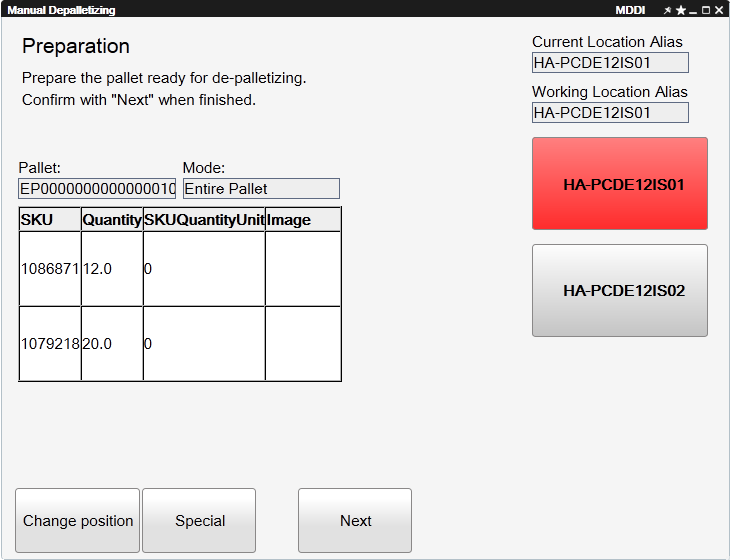 Manual Depalletizing MDDI
Preparation
Prepare the pallet ready for de-palletizing.
Confirm with "Next" when finished.
Current Location Alias
HA-PCDE12IS01
Working Location Alias
HA-PCDE12IS01
HA-PCDE12IS01
HA-PCDE12IS02
Pallet: Mode:
EP0000000000000010 Entire Pallet
SKU Quantity SKUQuantityUnit Image
1086871 12.0 0
1079218 20.0 0
Change position Special Next